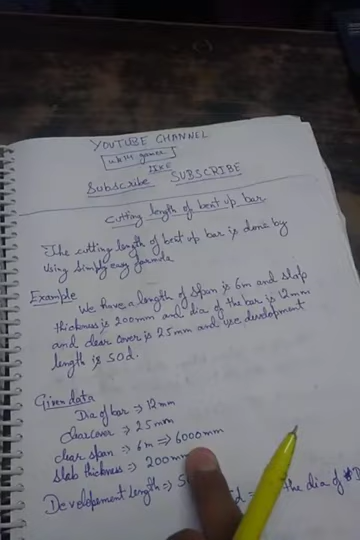 YOUTUBE CHANNEL
LIKE
Subscribe SUBSCRIBE
Cutting length of bent up bar
The cutting length of bent up bar is done by
using simply easy formula
Example
We have a length of span is 6m and slab
thickness is 200mm and dia of the bar is 12mm
and clear cover is 25mm and use development
length is 50d.
Given data
Dia of bar → 12mm
clear cover → 25mm
clear span → 6m ⇒ 6000mm
slab thickness → 200mm
Developement length → the dia of